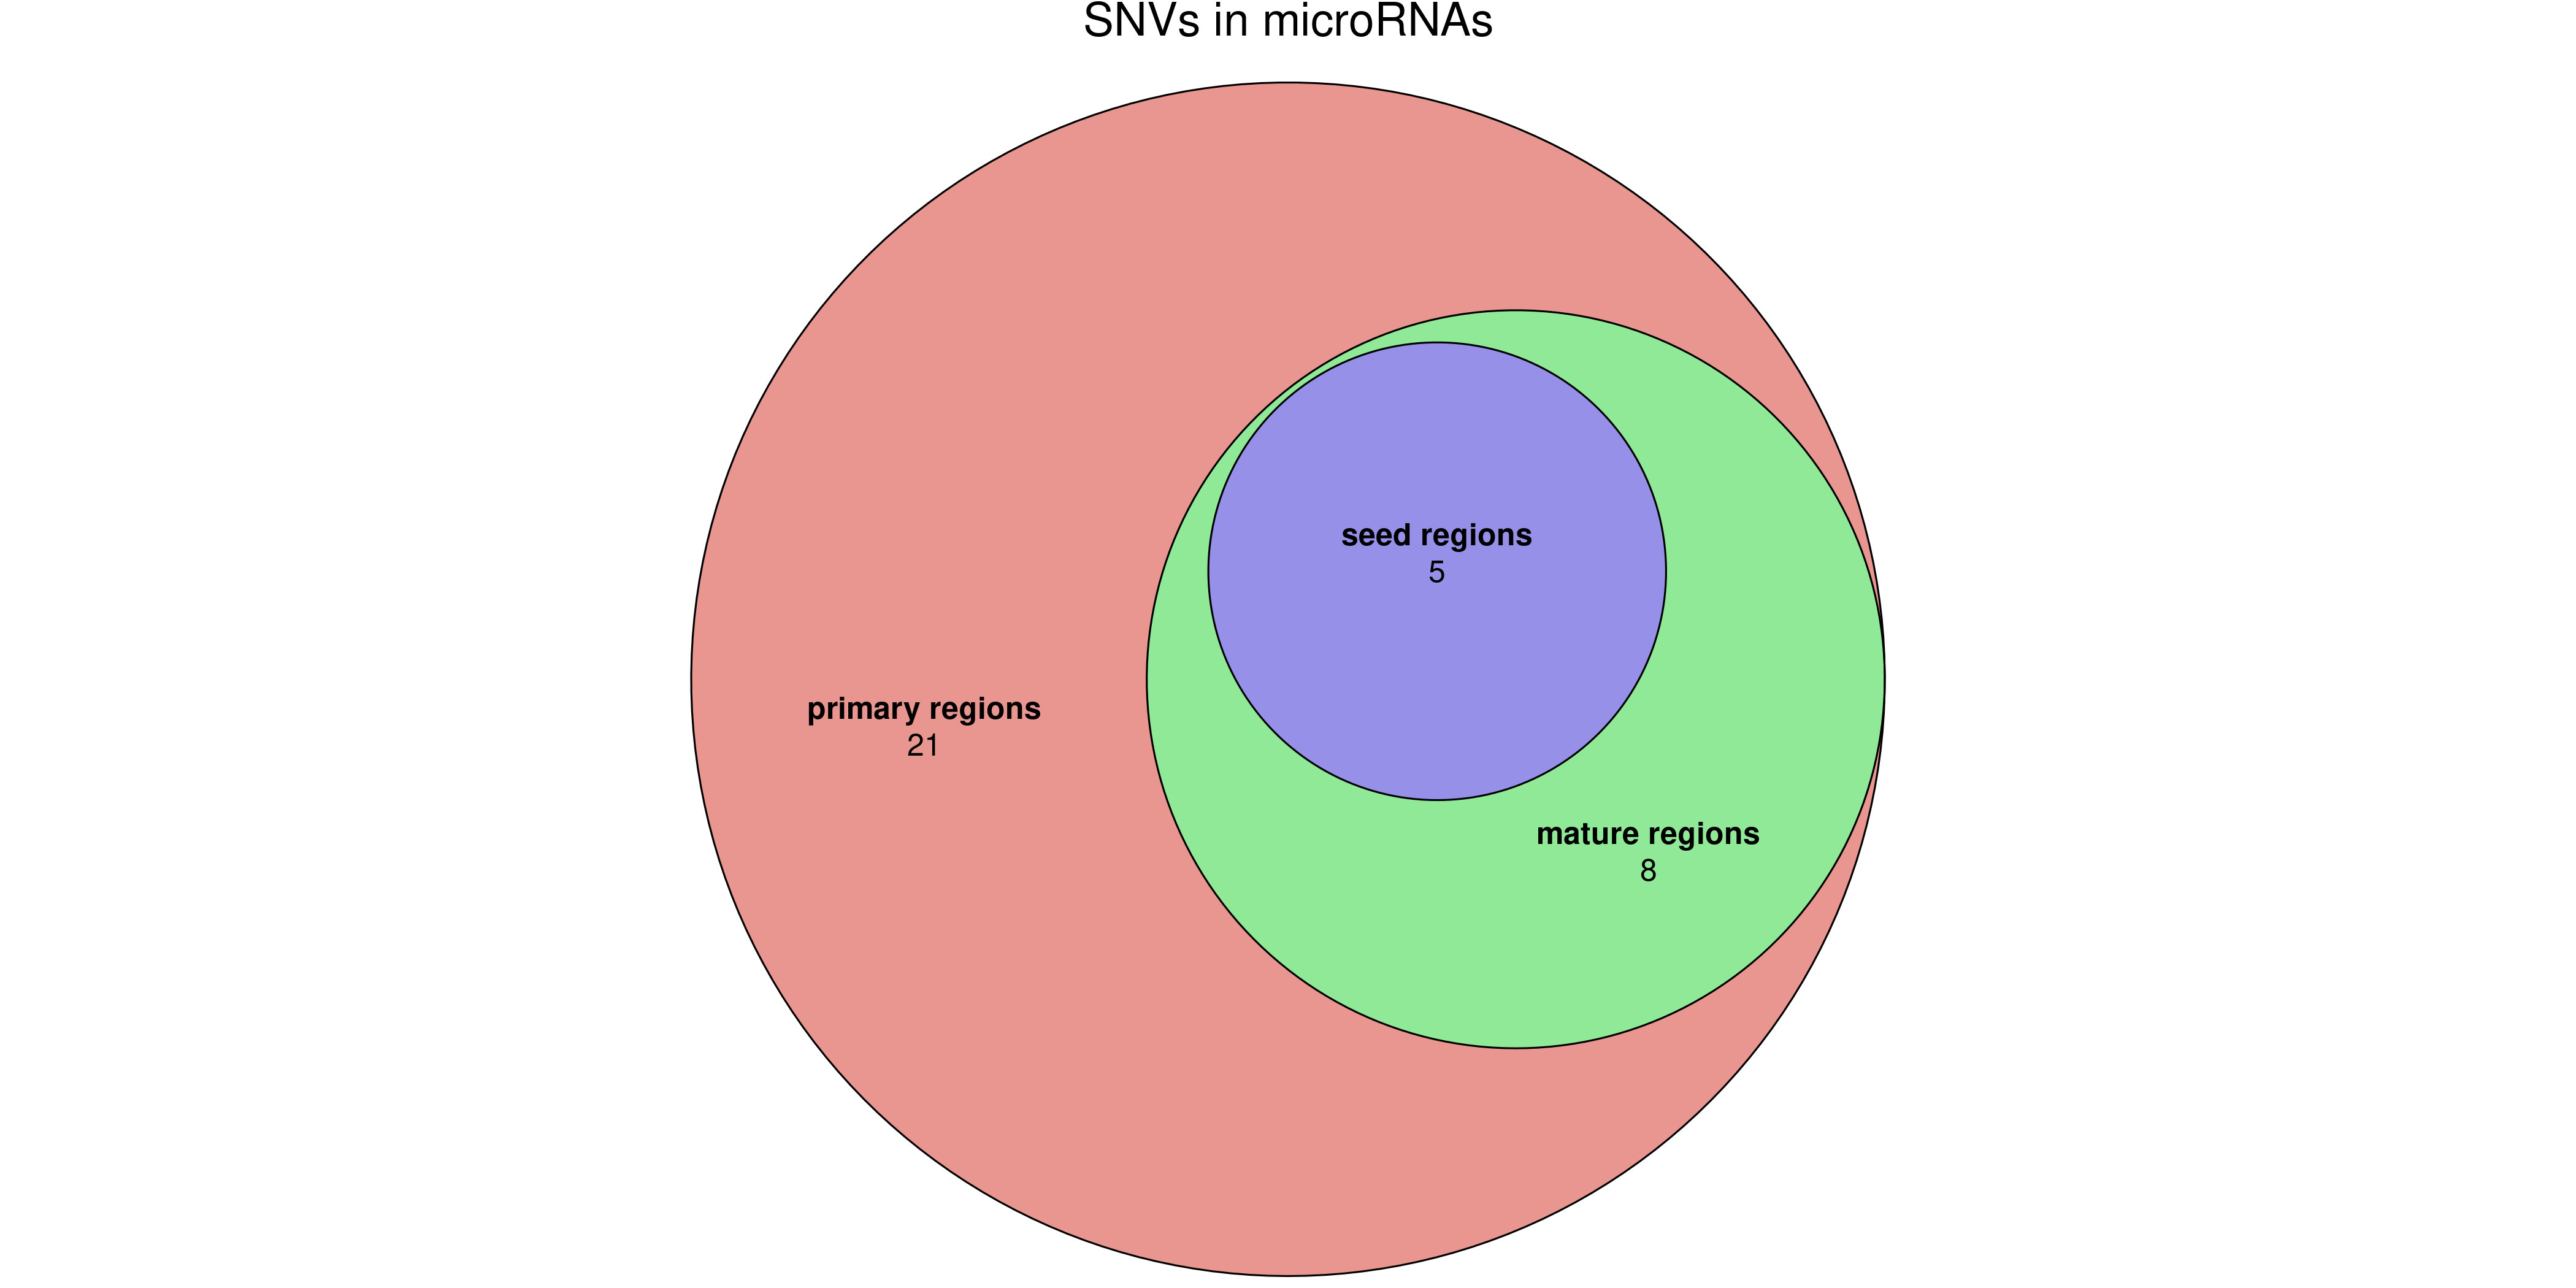 SNVs in microRNAs
seed regions
5
primary regions
21
mature regions
8